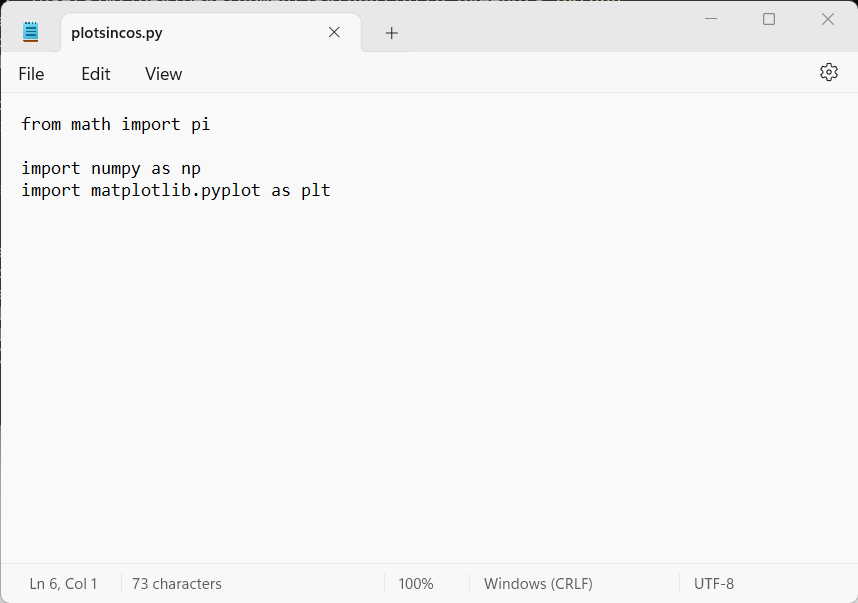 plotsincos.py
File Edit View
from math import pi
import numpy as np
import matplotlib.pyplot as plt
Ln 6, Col 1 73 characters 100% Windows (CRLF) UTF-8